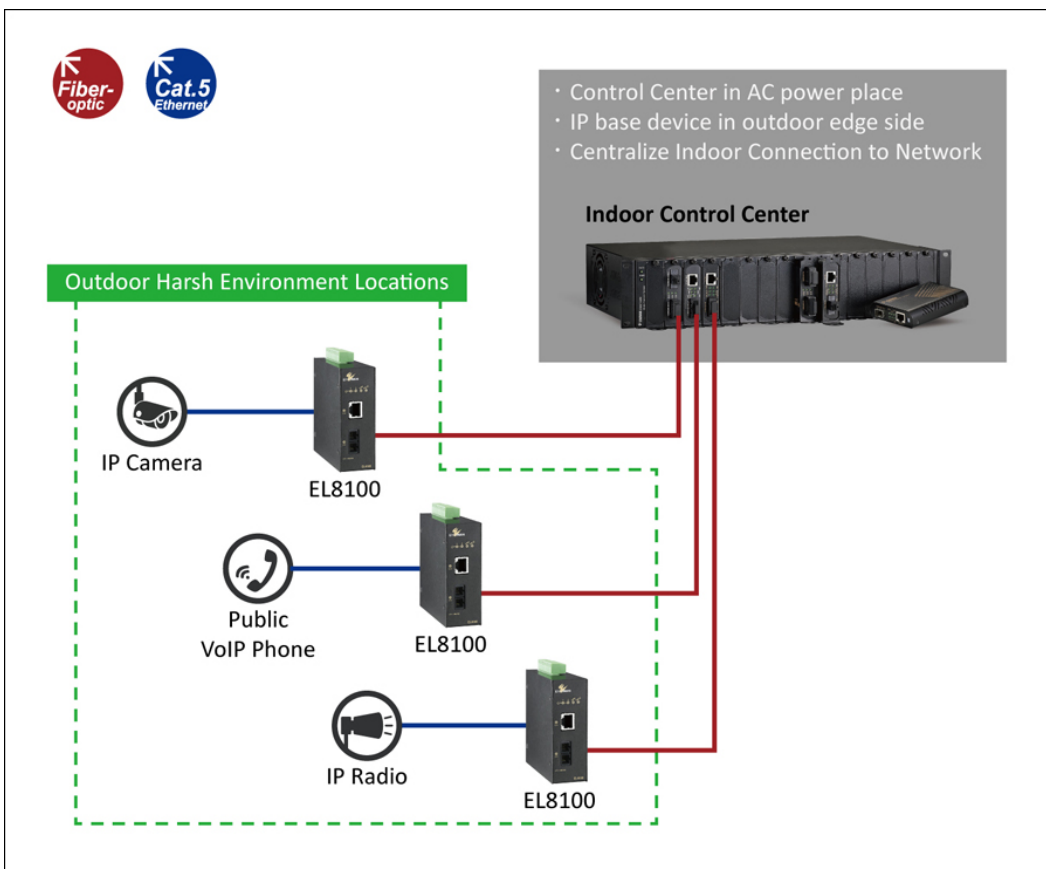 Fiber-
optic
Cat.5
Ethernet
· Control Center in AC power place
· IP base device in outdoor edge side
· Centralize Indoor Connection to Network
Indoor Control Center
Outdoor Harsh Environment Locations
IP Camera
EL8100
Public
VoIP Phone
EL8100
IP Radio
EL8100